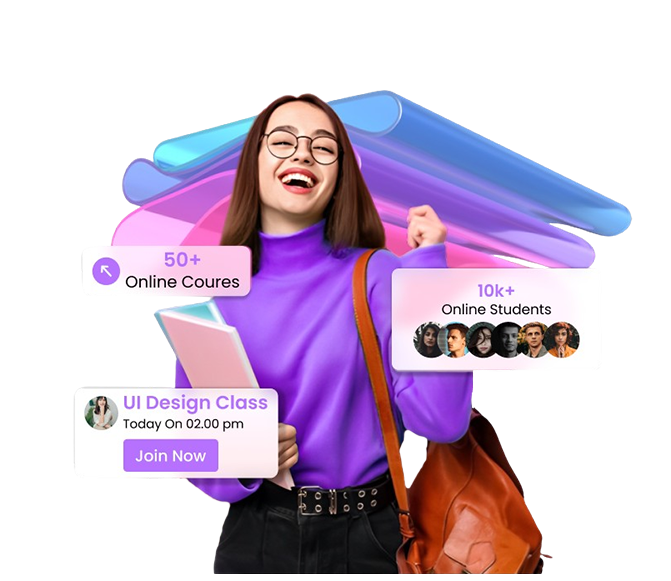 50+
Online Coures
10k+
Online Students
UI Design Class
Today On 02.00 pm
Join Now